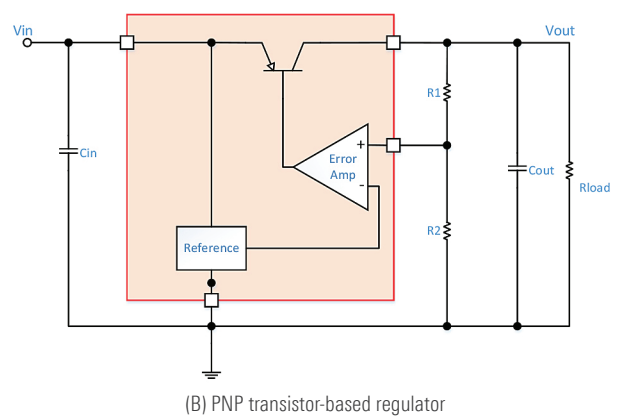 Vin
Vout
R1
+
Error
Amp
-
Cin
Cout
Rload
R2
Reference
(B) PNP transistor-based regulator